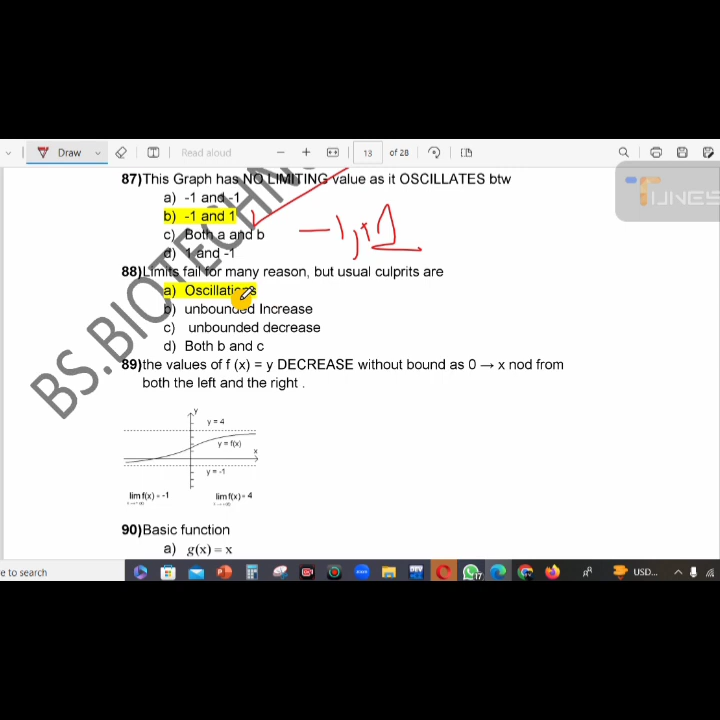 Draw
Read aloud
13
of 28
TUNES
87)This Graph has NO LIMITING value as it OSCILLATES btw
a) -1 and -1
b) -1 and 1
c) Both a and b
d) 1 and -1
-1,+1
88)Limits fail for many reason, but usual culprits are
a) Oscillations
b) unbounded Increase
c) unbounded decrease
d) Both b and c
89)the values of f (x) = y DECREASE without bound as 0 → x nod from
both the left and the right .
y
y = 4
y = f(x)
x
y = -1
lim f(x) = -1
lim f(x) = 4
90)Basic function
a) g(x) = x
BS.BIOTECHNO
e to search
17
USD...